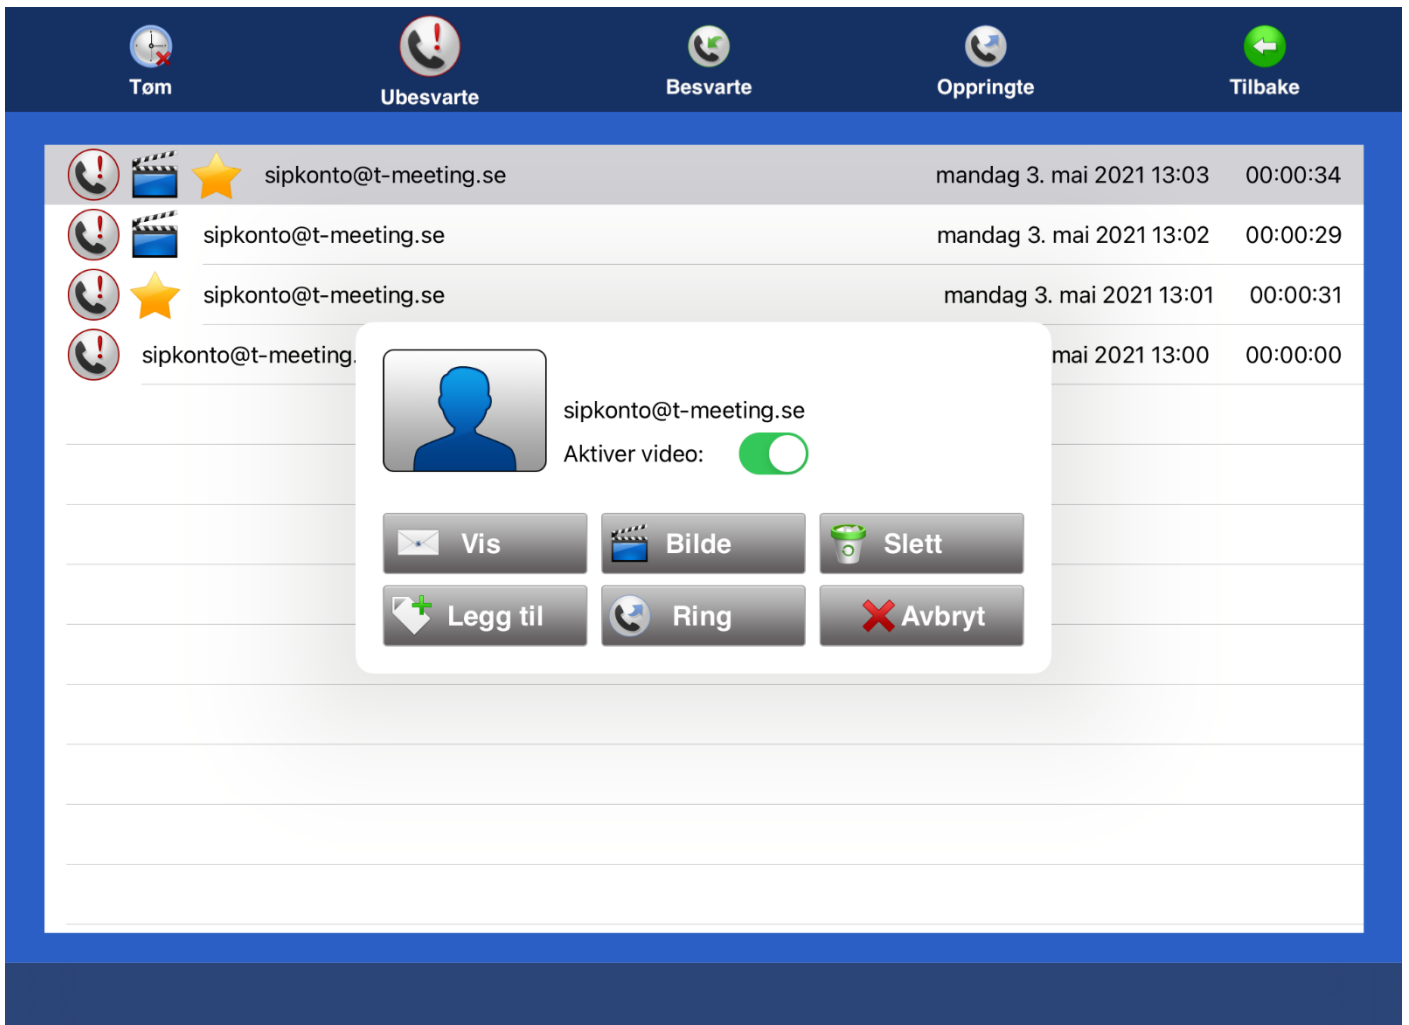 Tøm Ubesvarte Besvarte Oppringte Tilbake
sipkonto@t-meeting.se mandag 3. mai 2021 13:03 00:00:34
sipkonto@t-meeting.se mandag 3. mai 2021 13:02 00:00:29
sipkonto@t-meeting.se mandag 3. mai 2021 13:01 00:00:31
sipkonto@t-meeting. mai 2021 13:00 00:00:00
sipkonto@t-meeting.se
Aktiver video:
Vis Bilde Slett
Legg til Ring Avbryt